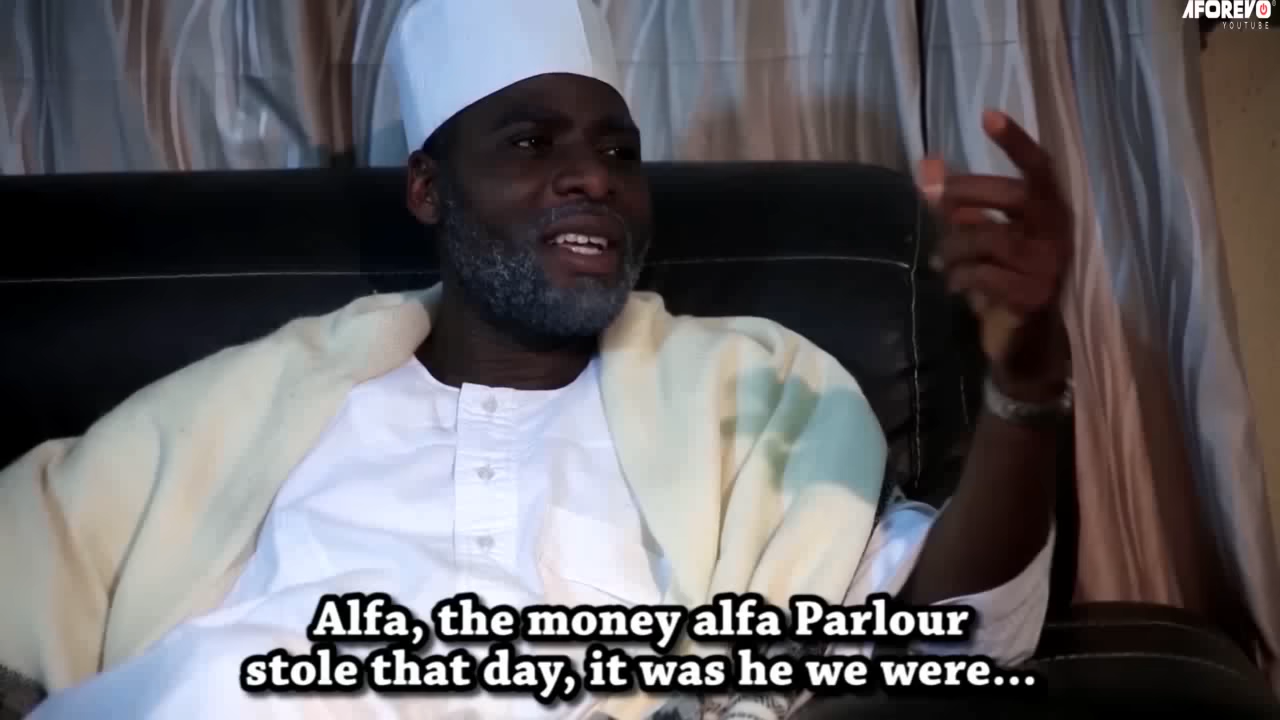 AFOREVO
YOUTUBE
Alfa, the money alfa Parlour
stole that day, it was he we were...